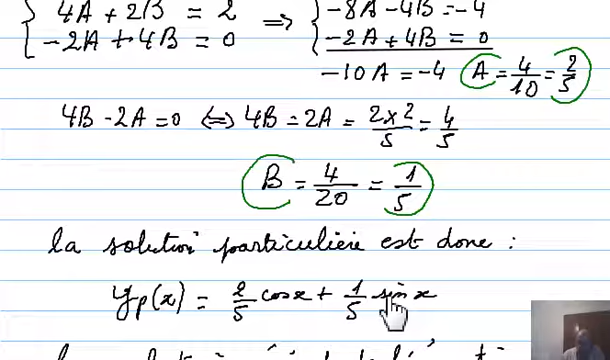 { 4A + 2B = 2 ⟹ { -8A - 4B = -4
-2A + 4B = 0 -2A + 4B = 0
-10A = -4 A = 4/10 = 2/5
4B - 2A = 0 ⟺ 4B = 2A = 2×2/5 = 4/5
B = 4/20 = 1/5
la solution particulière est donc :
yp(x) = 2/5 cosx + 1/5 sin x